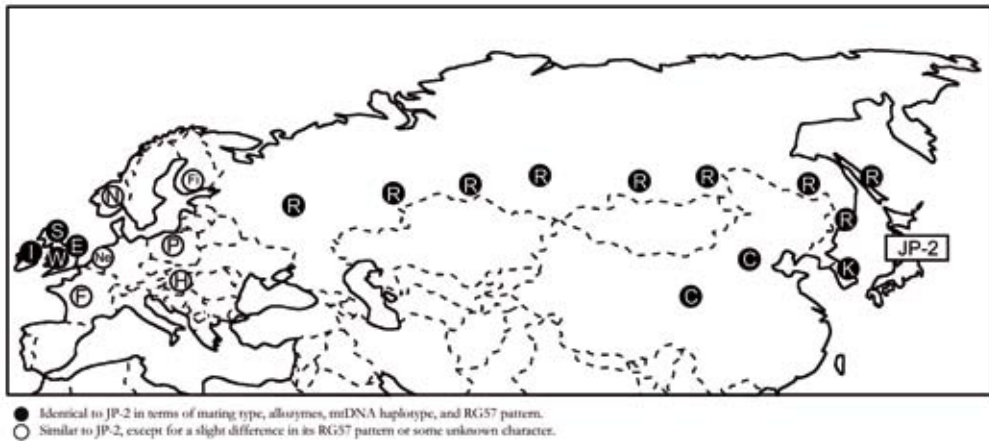 R R R R R R R R
N Fi
R
S E P
I W Ne
H
F
R
JP-2
C K
C
● Identical to JP-2 in terms of mating type, allozymes, mtDNA haplotype, and RG57 pattern.
○ Similar to JP-2, except for a slight difference in its RG57 pattern or some unknown character.